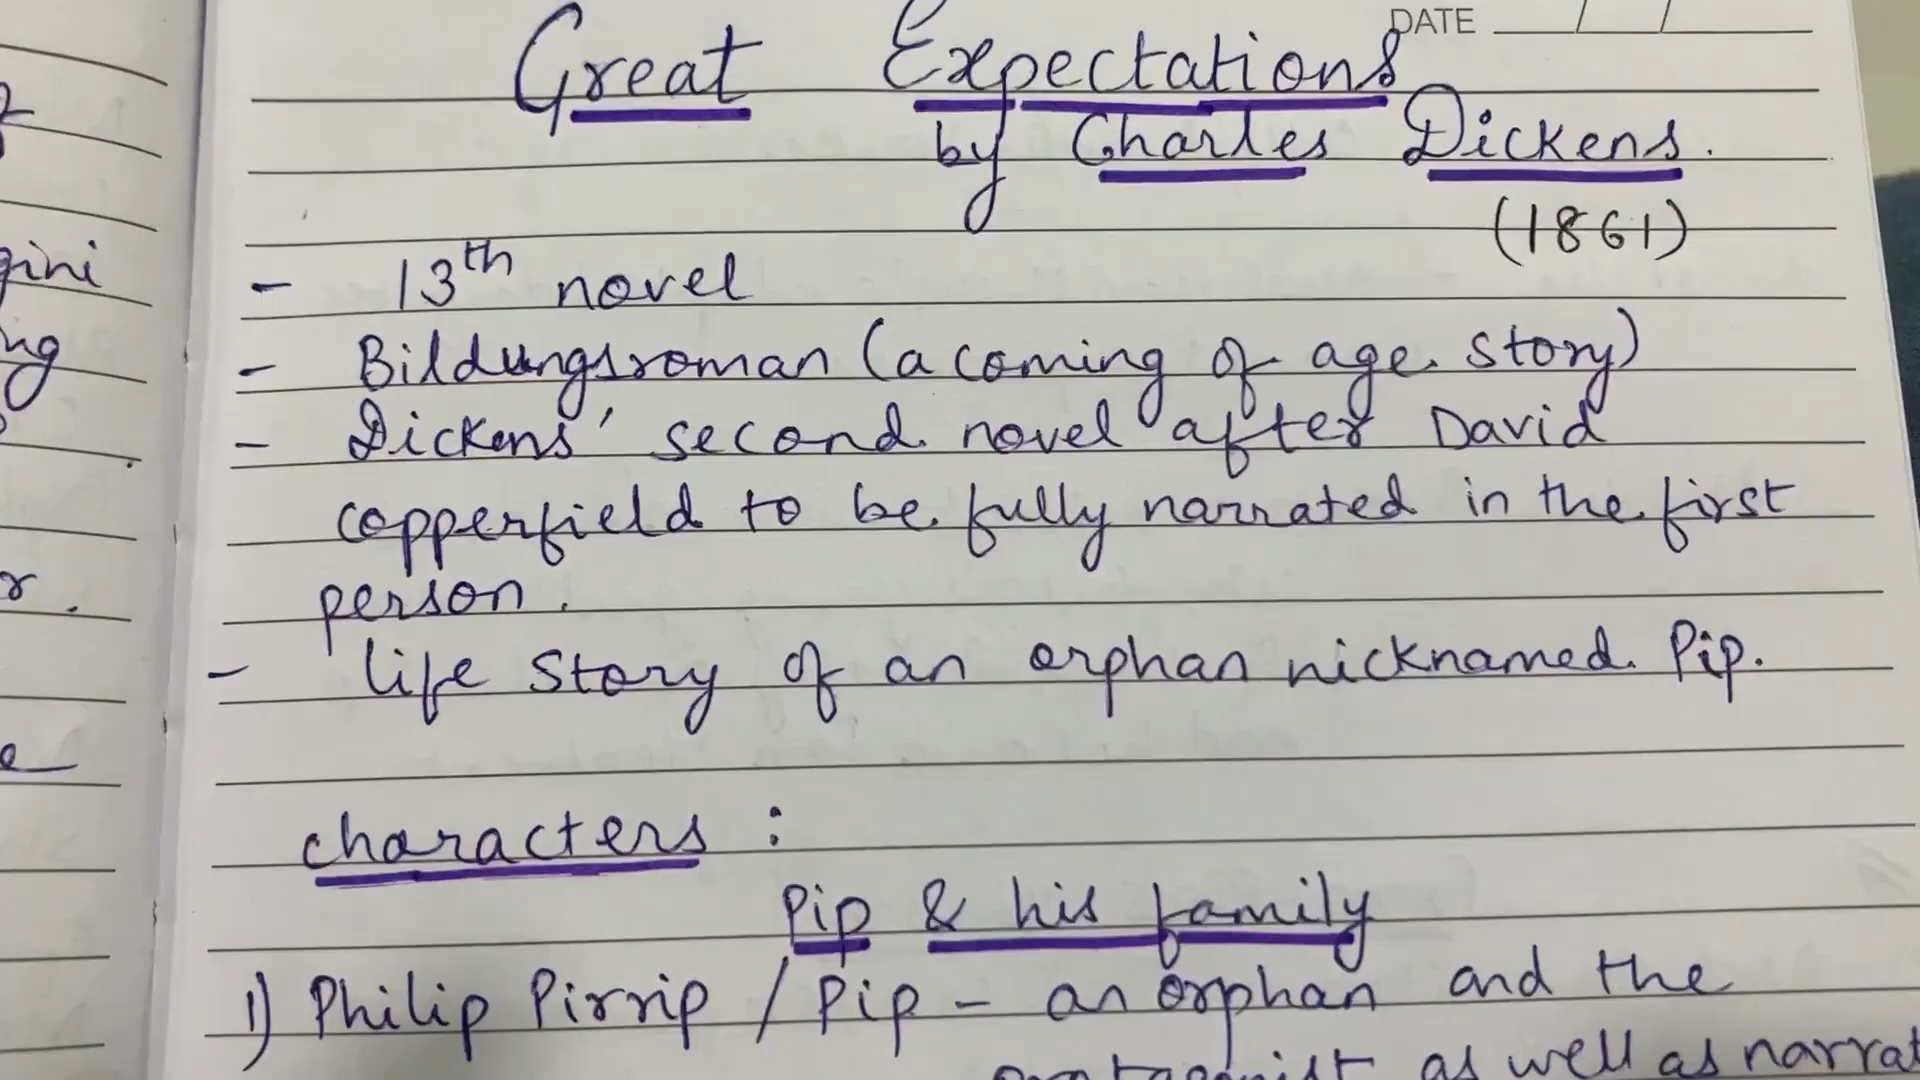 DATE / /
Great Expectations
by Charles Dickens.
(1861)
- 13th novel
- Bildungsroman (a coming of age story)
- Dickens' second novel after David
copperfield to be fully narrated in the first
person.
- life story of an orphan nicknamed Pip.
characters :
Pip & his family
1) Philip Pirrip / Pip - an orphan and the
protagonist as well as narrat